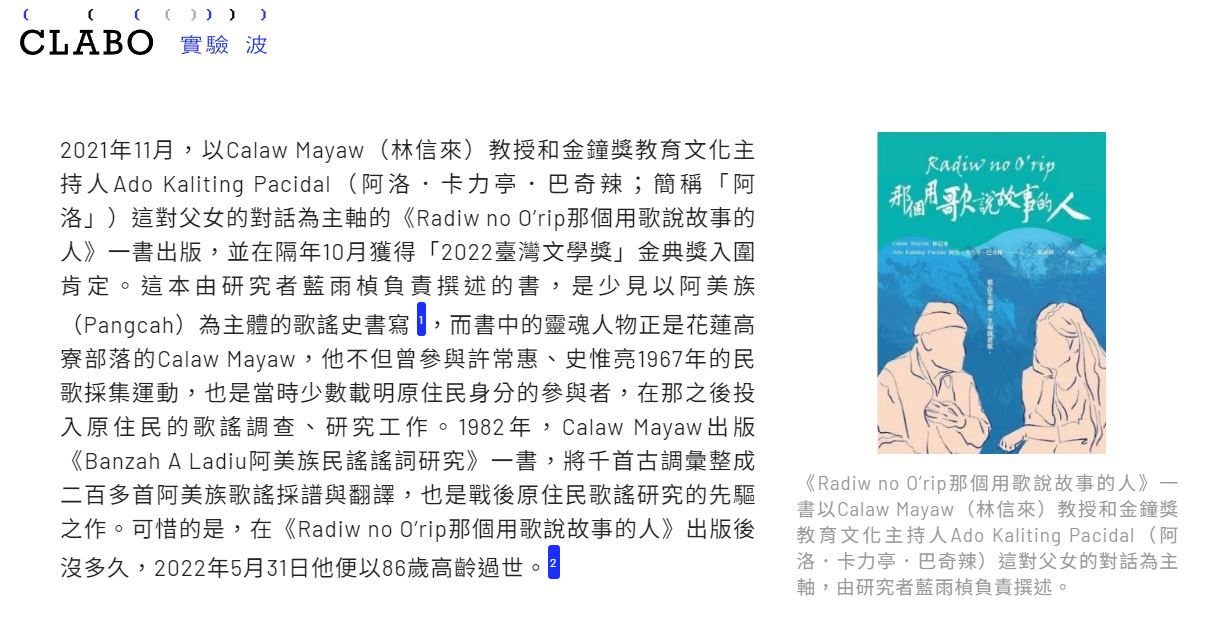 CLABO 實驗 波
2021年11月，以Calaw Mayaw（林信來）教授和金鐘獎教育文化主
持人Ado Kaliting Pacidal（阿洛．卡力亭．巴奇辣；簡稱「阿
洛」）這對父女的對話為主軸的《Radiw no O’rip那個用歌說故事的
人》一書出版，並在隔年10月獲得「2022臺灣文學獎」金典獎入圍
肯定。這本由研究者藍雨楨負責撰述的書，是少見以阿美族
（Pangcah）為主體的歌謠史書寫 1，而書中的靈魂人物正是花蓮高
寮部落的Calaw Mayaw，他不但曾參與許常惠、史惟亮1967年的民
歌採集運動，也是當時少數載明原住民身分的參與者，在那之後投
入原住民的歌謠調查、研究工作。1982年，Calaw Mayaw出版
《Banzah A Ladiu阿美族民謠謠詞研究》一書，將千首古調彙整成
二百多首阿美族歌謠採譜與翻譯，也是戰後原住民歌謠研究的先驅
之作。可惜的是，在《Radiw no O’rip那個用歌說故事的人》出版後
沒多久，2022年5月31日他便以86歲高齡過世。2
Radiw no O'rip
那個用歌說故事的人
Calaw Mayaw 林信來
Ado Kaliting Pacidal 阿洛．卡力亭．巴奇辣
《Radiw no O’rip那個用歌說故事的人》一
書以Calaw Mayaw（林信來）教授和金鐘獎
教育文化主持人Ado Kaliting Pacidal（阿
洛．卡力亭．巴奇辣）這對父女的對話為主
軸，由研究者藍雨楨負責撰述。